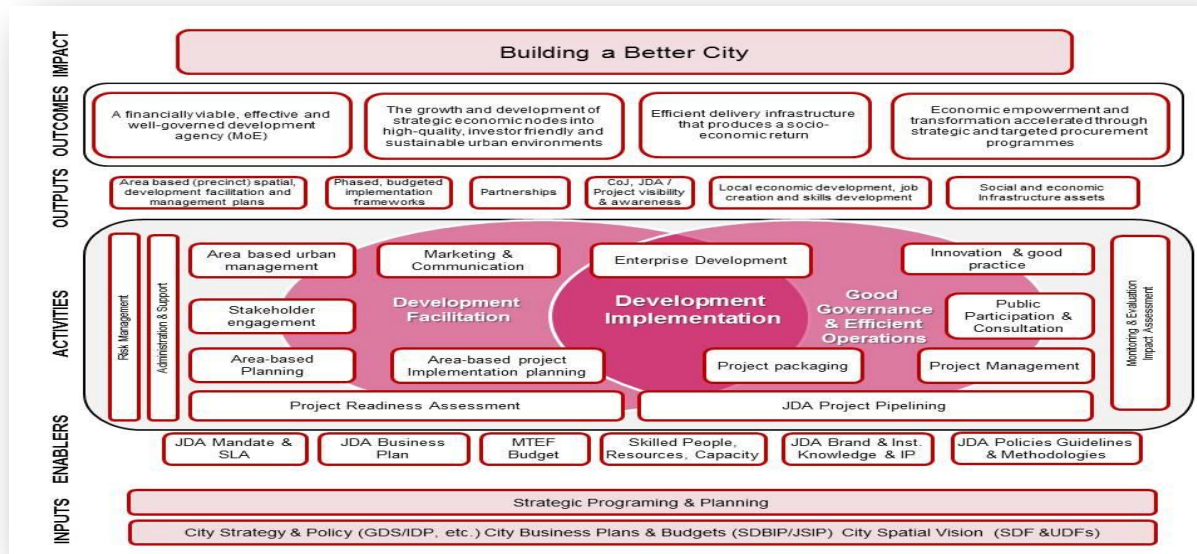 IMPACT
Building a Better City
OUTCOMES
A financially viable, effective and
well-governed development
agency (MoE)
The growth and development of
strategic economic nodes into
high-quality, investor friendly and
sustainable urban environments
Efficient delivery infrastructure
that produces a socio-
economic return
Economic empowerment and
transformation accelerated through
strategic and targeted procurement
programmes
OUTPUTS
Area based (precinct) spatial,
development facilitation and
management plans
Phased, budgeted
implementation
frameworks
Partnerships
CoJ, JDA /
Project visibility
& awareness
Local economic development, job
creation and skills development
Social and economic
Infrastructure assets
ACTIVITIES
Risk Management
Administration & Support
Area based urban
management
Marketing &
Communication
Enterprise Development
Innovation & good
practice
Stakeholder
engagement
Development
Facilitation
Development
Implementation
Good
Governance
& Efficient
Operations
Public
Participation &
Consultation
Area-based
Planning
Area-based project
Implementation planning
Project packaging
Project Management
Project Readiness Assessment
JDA Project Pipelining
Monitoring & Evaluation
Impact Assessment
ENABLERS
JDA Mandate &
SLA
JDA Business
Plan
MTEF
Budget
Skilled People,
Resources, Capacity
JDA Brand & Inst.
Knowledge & IP
JDA Policies Guidelines
& Methodologies
INPUTS
Strategic Programing & Planning
City Strategy & Policy (GDS/IDP, etc.) City Business Plans & Budgets (SDBIP/JSIP) City Spatial Vision (SDF &UDFs)